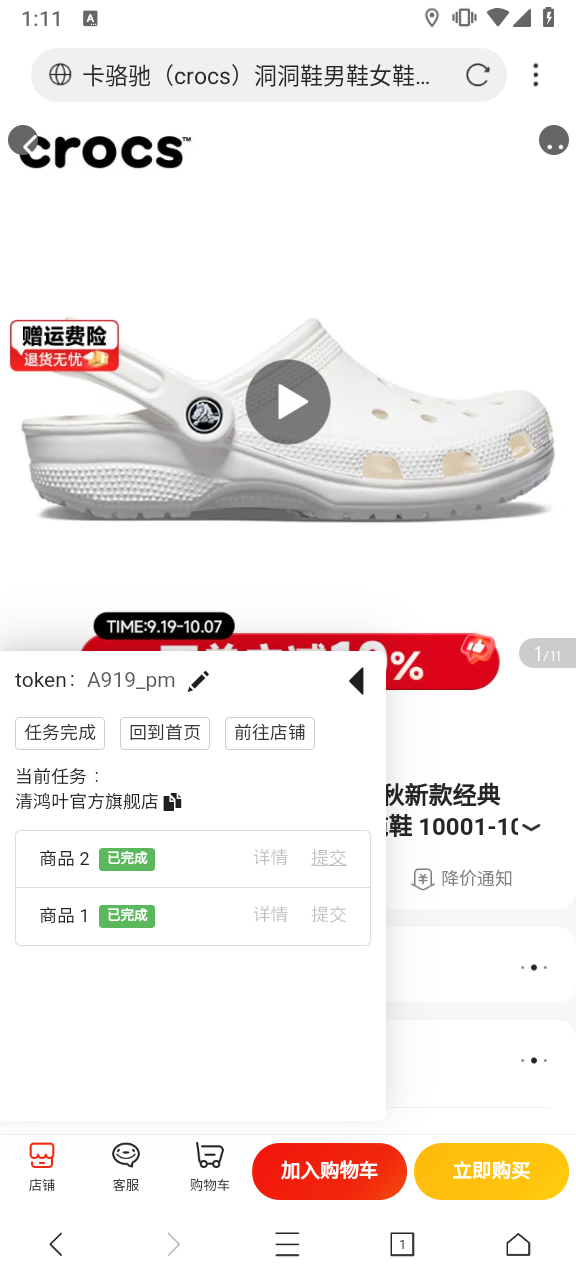 1:11
A
卡骆驰（crocs）洞洞鞋男鞋女鞋...
crocs™
赠运费险
退货无忧
TIME:9.19-10.07
%
1/11
token： A919_pm
任务完成 回到首页 前往店铺
当前任务：
清鸿叶官方旗舰店
秋新款经典
鞋 10001-10
降价通知
商品 2 已完成 详情 提交
商品 1 已完成 详情 提交
店铺 客服 购物车 加入购物车 立即购买
1